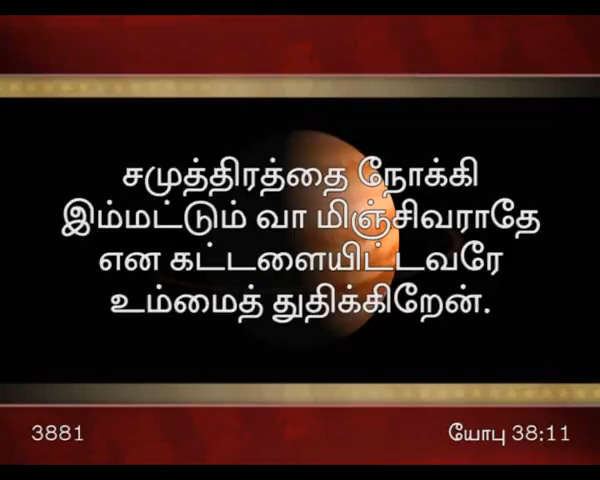 சமுத்திரத்தை நோக்கி
இம்மட்டும் வா மிஞ்சிவராதே
என கட்டளையிட்டவரே
உம்மைத் துதிக்கிறேன்.
3881
யோபு 38:11